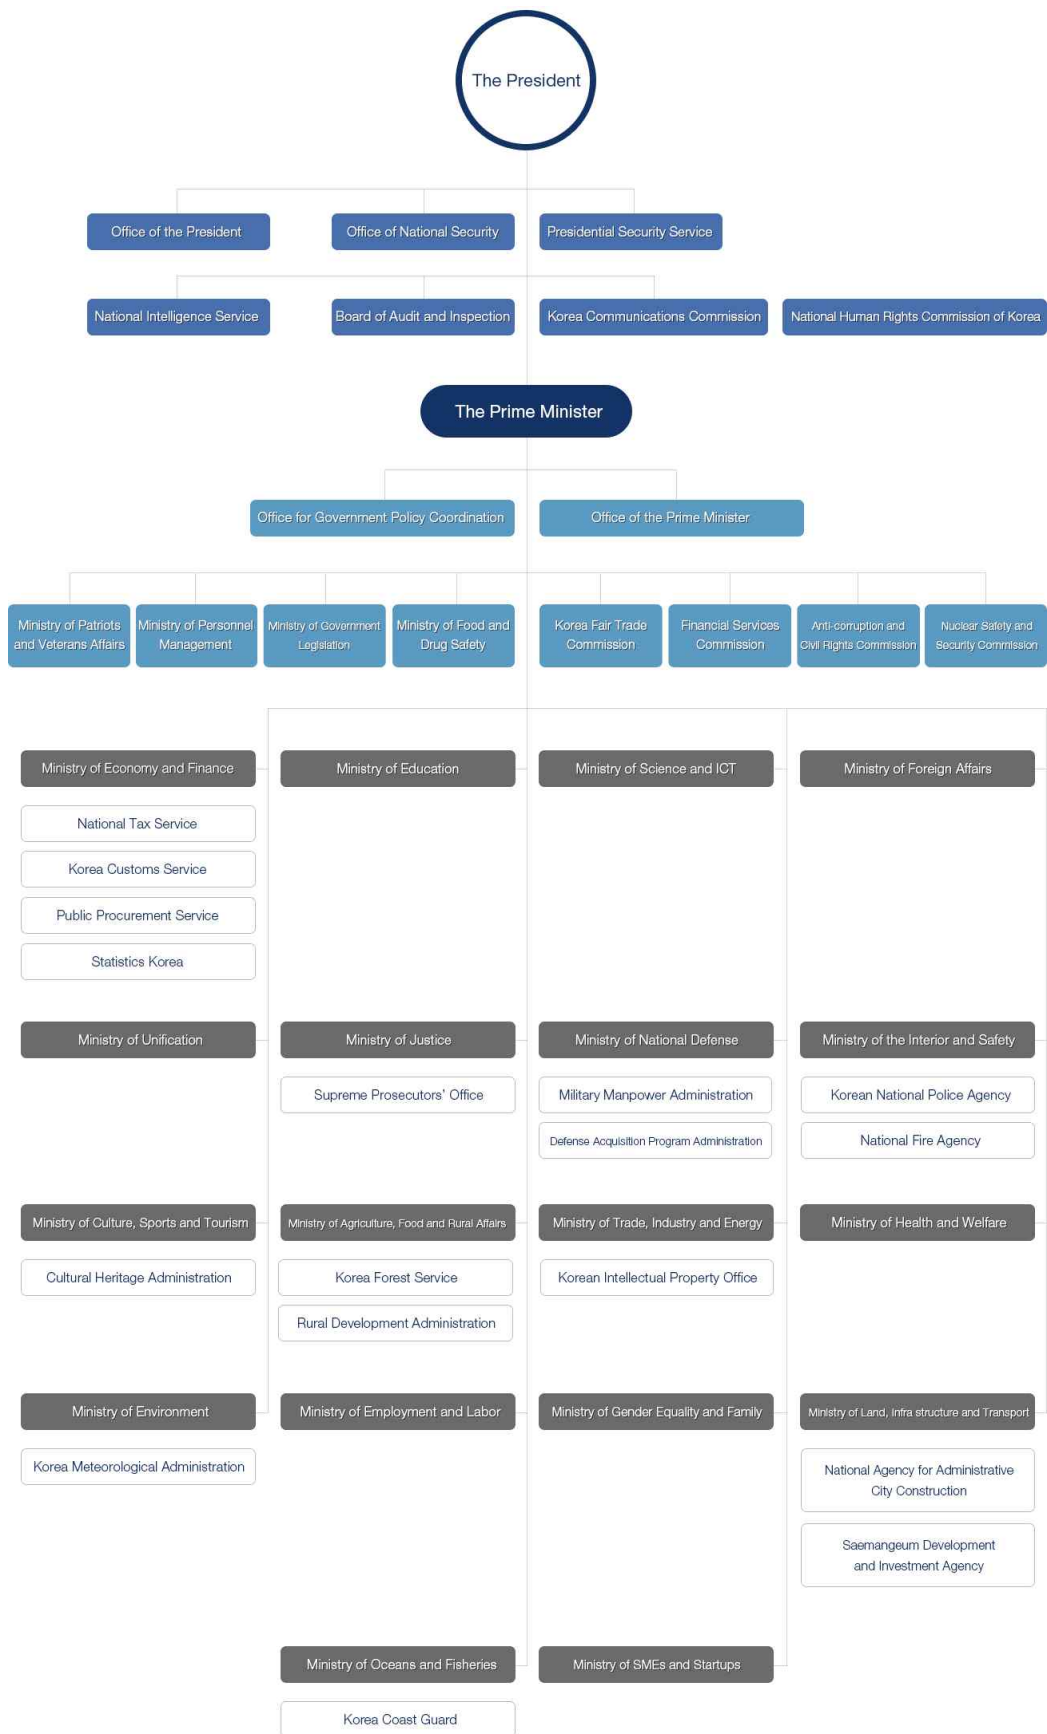 The President
Office of the President
Office of National Security
Presidential Security Service
National Intelligence Service
Board of Audit and Inspection
Korea Communications Commission
National Human Rights Commission of Korea
The Prime Minister
Office for Government Policy Coordination
Office of the Prime Minister
Ministry of Patriots
and Veterans Affairs
Ministry of Personnel
Management
Ministry of Government
Legislation
Ministry of Food and
Drug Safety
Korea Fair Trade
Commission
Financial Services
Commission
Anti-corruption and
Civil Rights Commission
Nuclear Safety and
Security Commission
Ministry of Economy and Finance
Ministry of Education
Ministry of Science and ICT
Ministry of Foreign Affairs
National Tax Service
Korea Customs Service
Public Procurement Service
Statistics Korea
Ministry of Unification
Ministry of Justice
Ministry of National Defense
Ministry of the Interior and Safety
Supreme Prosecutors' Office
Military Manpower Administration
Korean National Police Agency
Defense Acquisition Program Administration
National Fire Agency
Ministry of Culture, Sports and Tourism
Ministry of Agriculture, Food and Rural Affairs
Ministry of Trade, Industry and Energy
Ministry of Health and Welfare
Cultural Heritage Administration
Korea Forest Service
Korean Intellectual Property Office
Rural Development Administration
Ministry of Environment
Ministry of Employment and Labor
Ministry of Gender Equality and Family
Ministry of Land, Infra structure and Transport
Korea Meteorological Administration
National Agency for Administrative
City Construction
Saemangeum Development
and Investment Agency
Ministry of Oceans and Fisheries
Ministry of SMEs and Startups
Korea Coast Guard